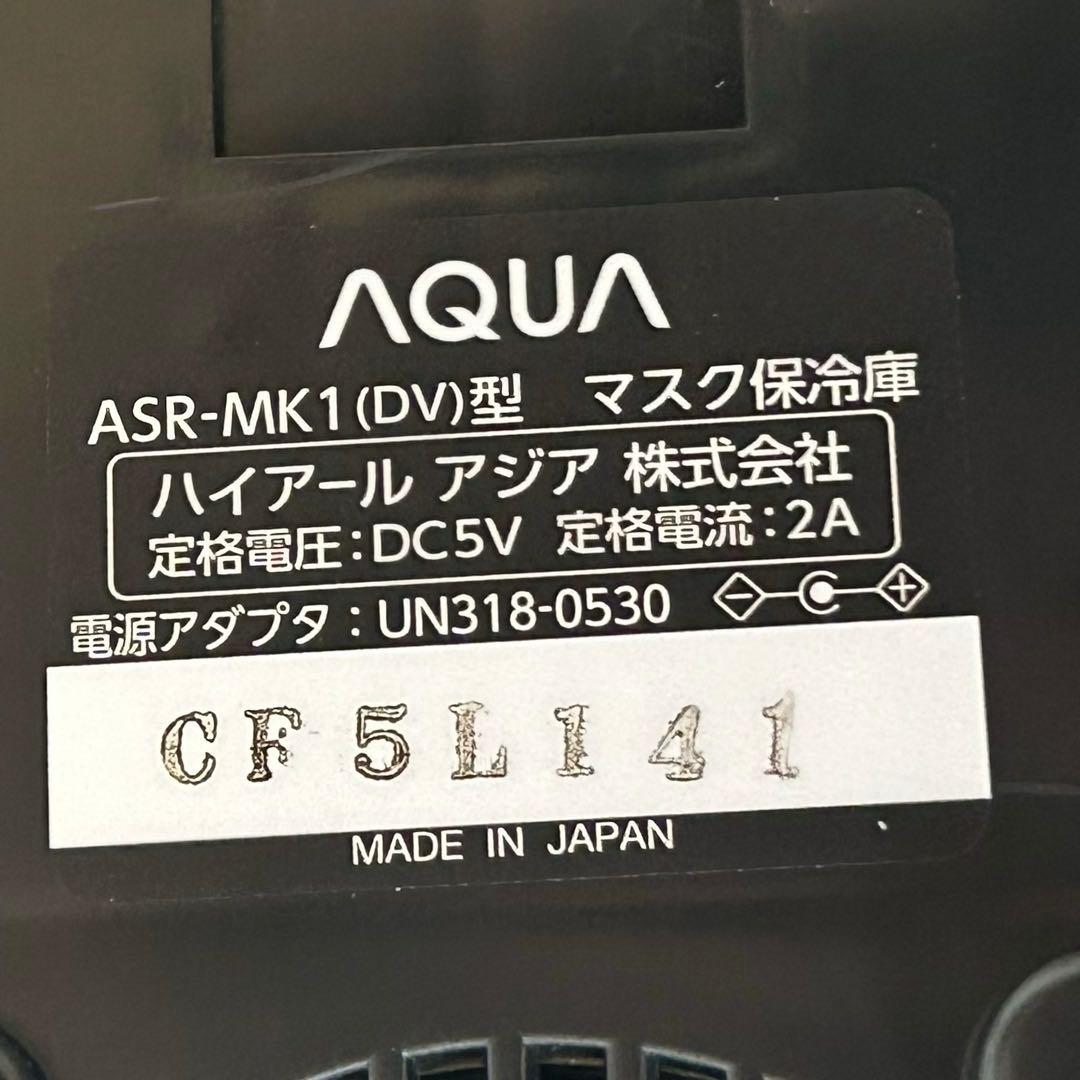 AQUA
ASR-MK1(DV)型 マスク保冷庫
ハイアール アジア 株式会社
定格電圧:DC5V 定格電流:2A
電源アダプタ:UN318-0530
CF5L141
MADE IN JAPAN